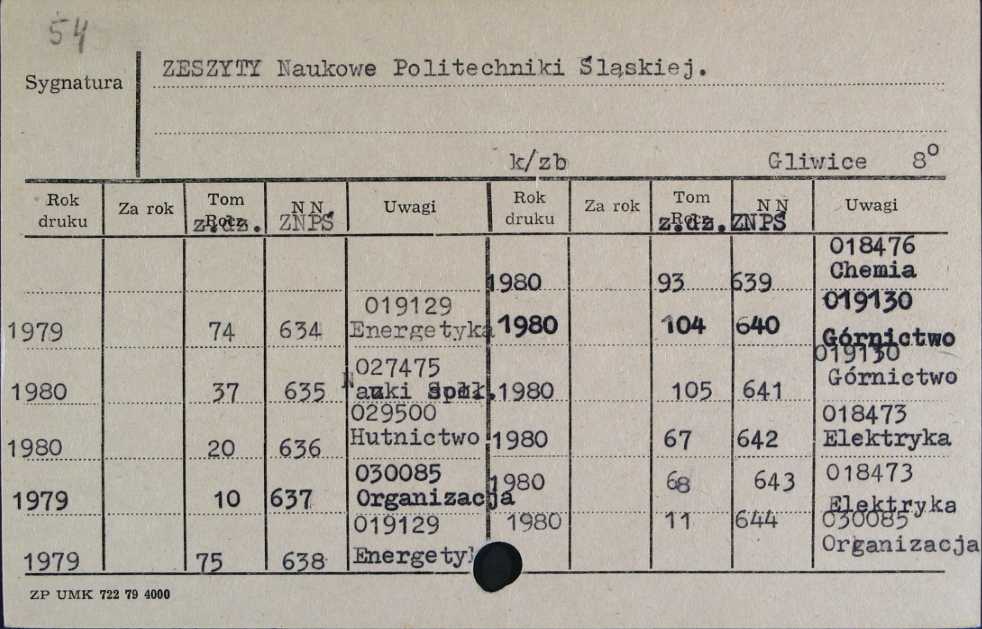 54
Sygnatura ZESZYTY Naukowe Politechniki Śląskiej.
k/zb Gliwice 8º
Rok druku Za rok Tom z.dz. N N ZNPŚ Uwagi Rok druku Za rok Tom z.dz. N N ZNPŚ Uwagi
1980 93 639 018476 Chemia
1979 74 634 019129 Energetyka 1980 104 640 019130 Górnictwo
1980 37 635 027475 Nauki Społ. 1980 105 641 019130 Górnictwo
1980 20 636 029500 Hutnictwo 1980 67 642 018473 Elektryka
1979 10 637 030085 Organizacja 1980 68 643 018473 Elektryka
1979 75 638 019129 Energetyk 1980 11 644 030085 Organizacja
ZP UMK 722 79 4000